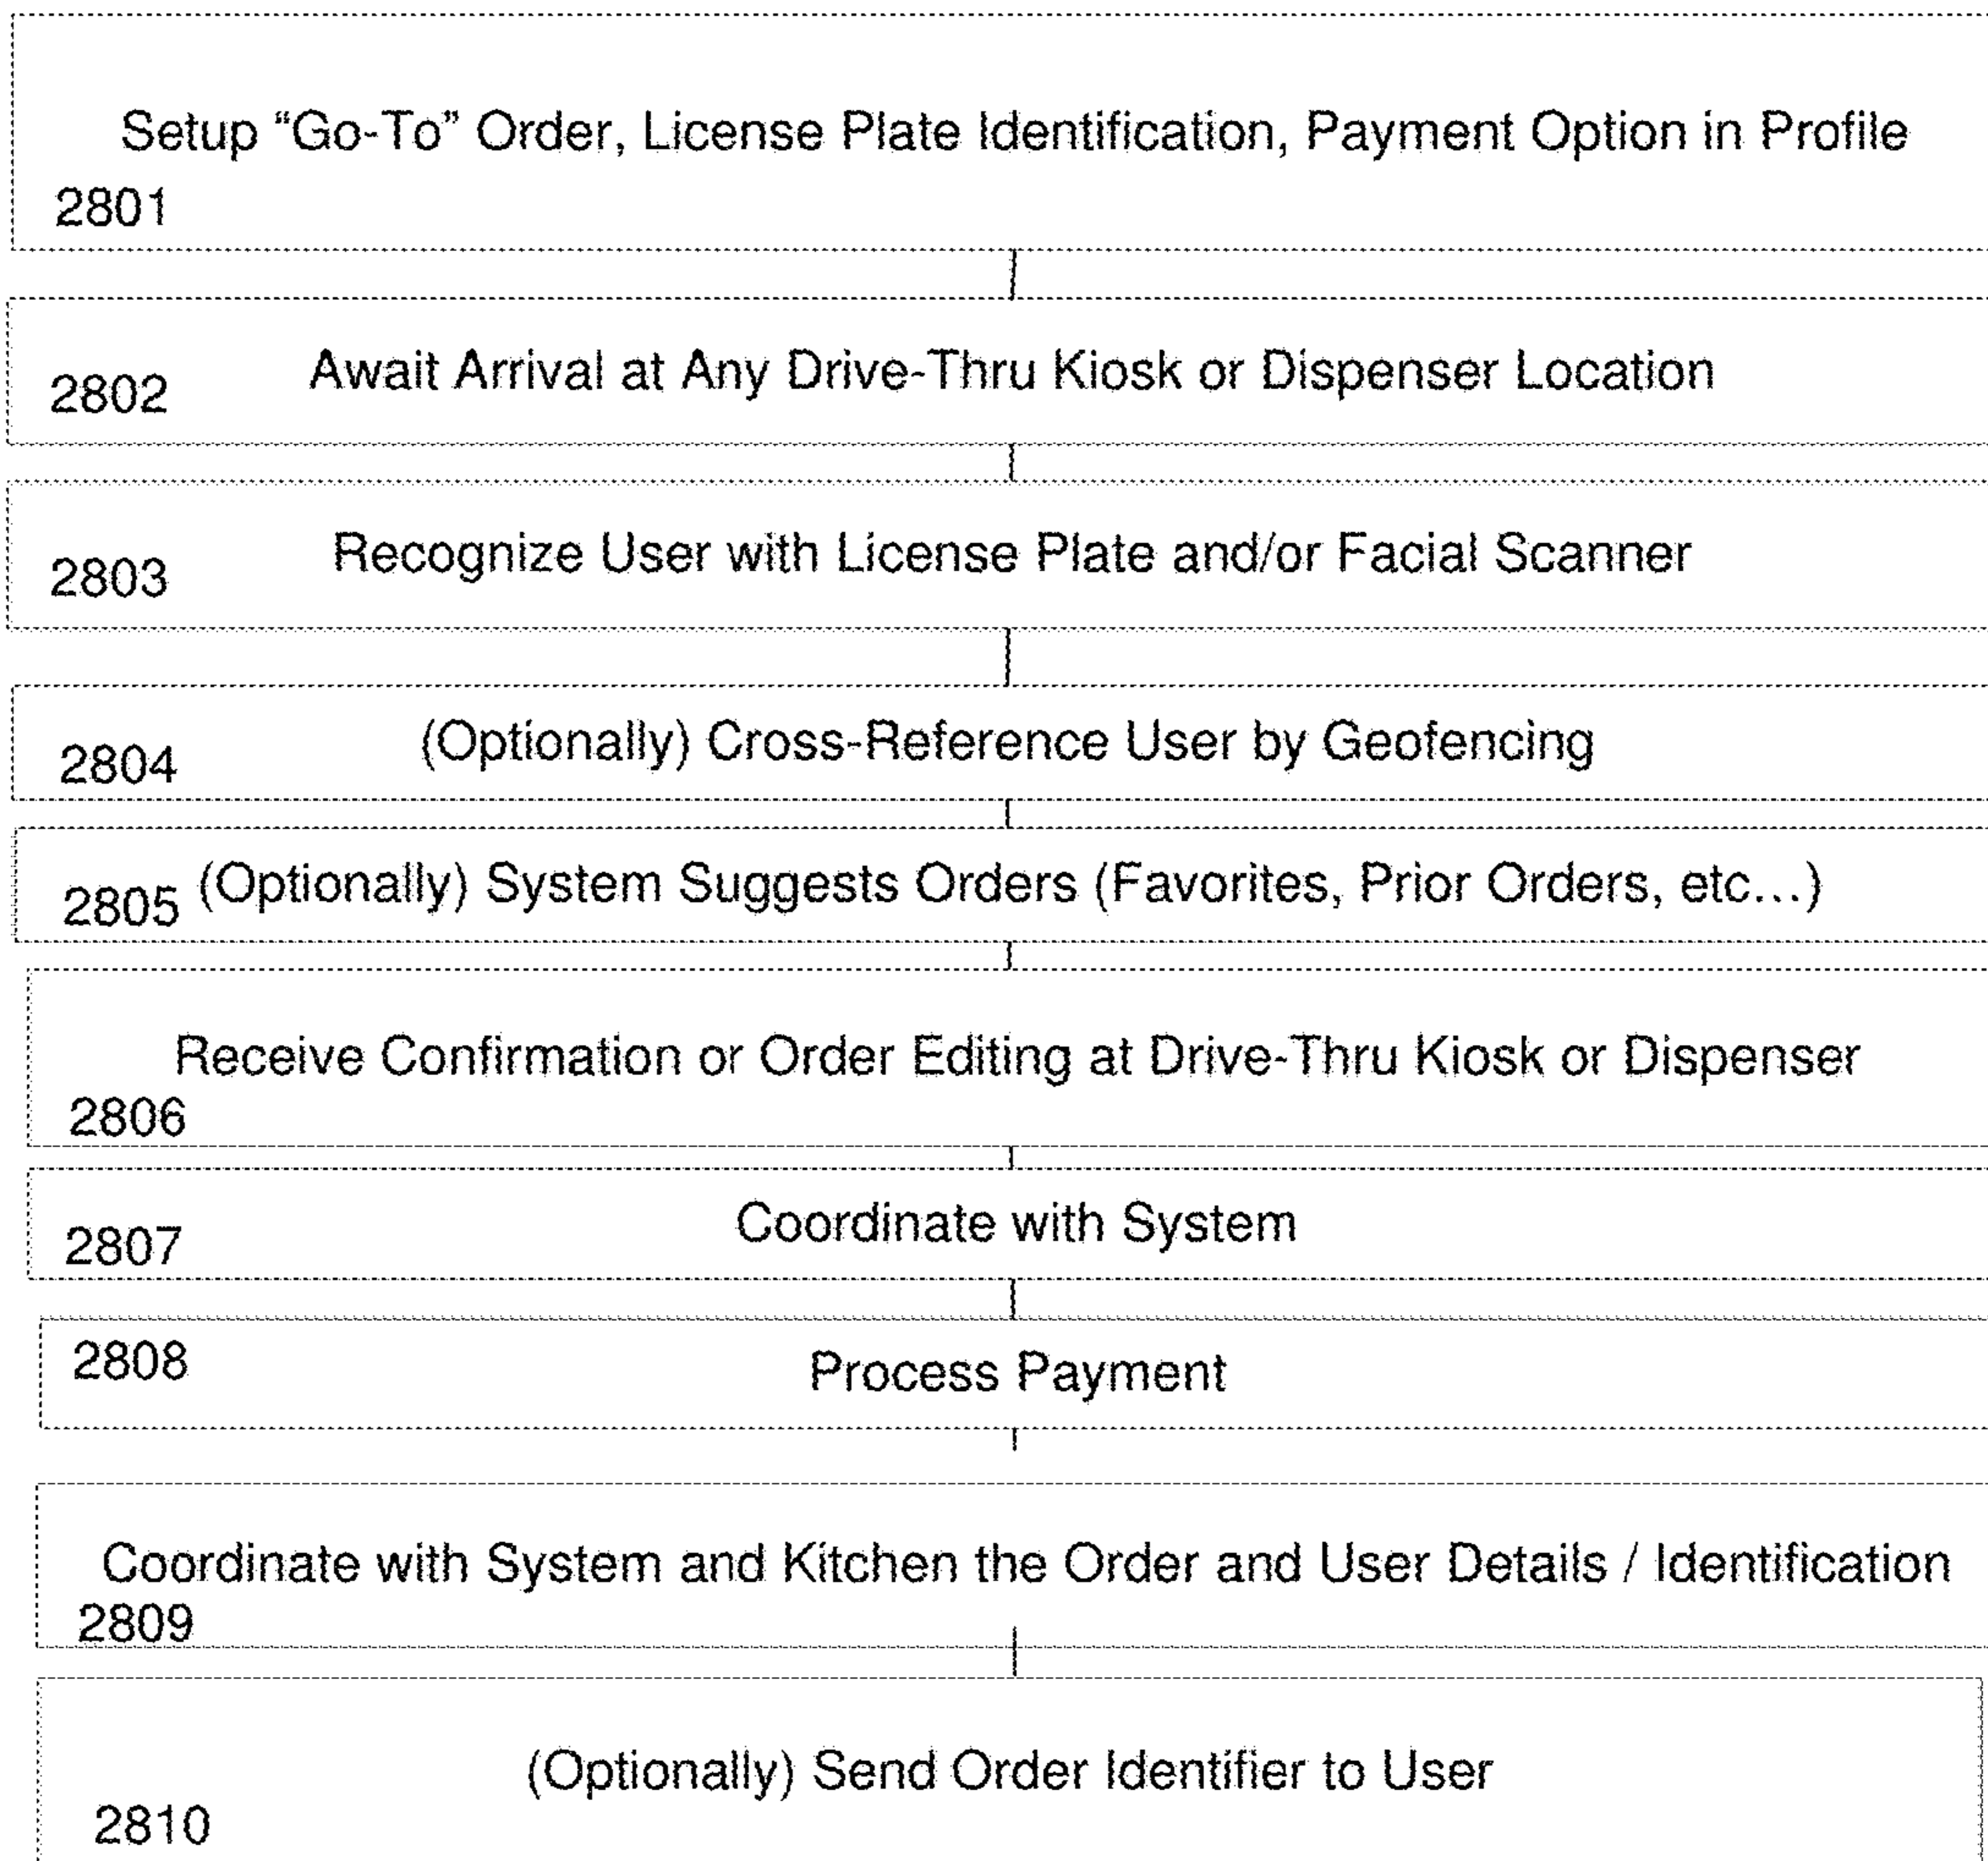 Setup “Go-To” Order, License Plate Identification, Payment Option in Profile
2801
2802 Await Arrival at Any Drive-Thru Kiosk or Dispenser Location
2803 Recognize User with License Plate and/or Facial Scanner
2804 (Optionally) Cross-Reference User by Geofencing
2805 (Optionally) System Suggests Orders (Favorites, Prior Orders, etc...)
Receive Confirmation or Order Editing at Drive-Thru Kiosk or Dispenser
2806
2807 Coordinate with System
2808 Process Payment
Coordinate with System and Kitchen the Order and User Details / Identification
2809
(Optionally) Send Order Identifier to User
2810